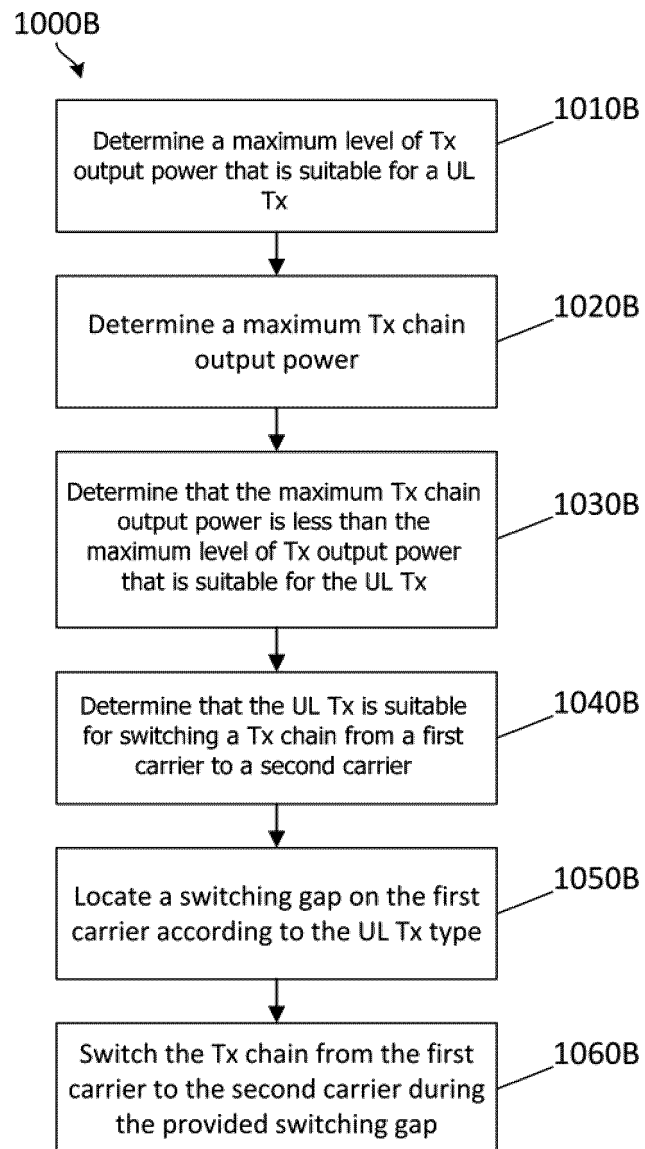 1000B
Determine a maximum level of Tx
output power that is suitable for a UL
Tx
1010B
Determine a maximum Tx chain
output power
1020B
Determine that the maximum Tx chain
output power is less than the
maximum level of Tx output power
that is suitable for the UL Tx
1030B
Determine that the UL Tx is suitable
for switching a Tx chain from a first
carrier to a second carrier
1040B
Locate a switching gap on the first
carrier according to the UL Tx type
1050B
Switch the Tx chain from the first
carrier to the second carrier during
the provided switching gap
1060B